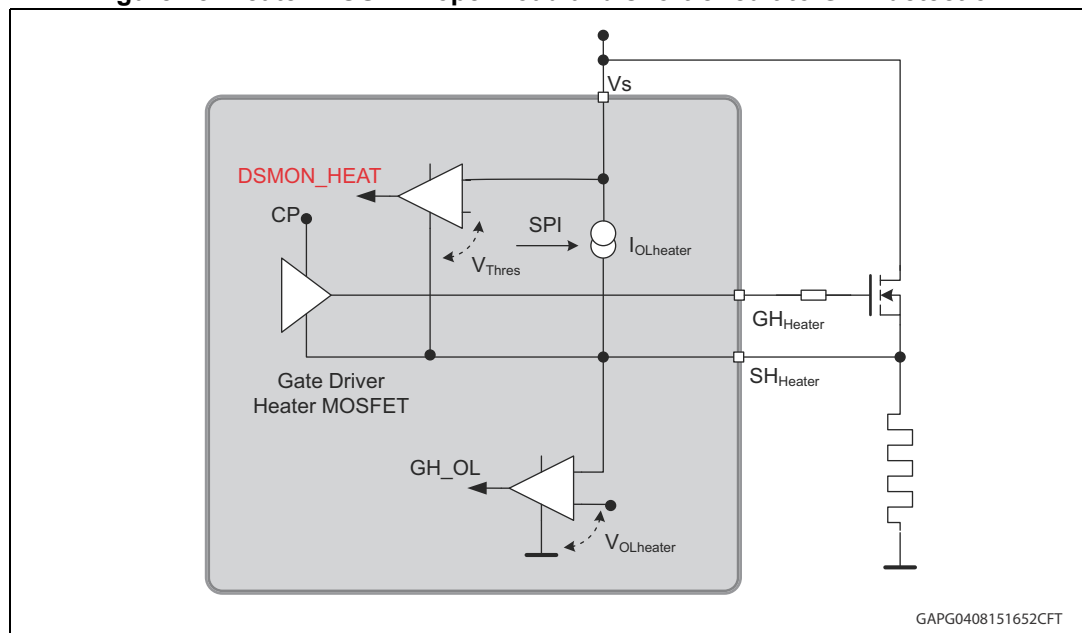 Vs
DSMON_HEAT
CP
SPI
VThres
IOLheater
GHHeater
SHHeater
Gate Driver
Heater MOSFET
GH_OL
VOLheater
GAPG0408151652CFT